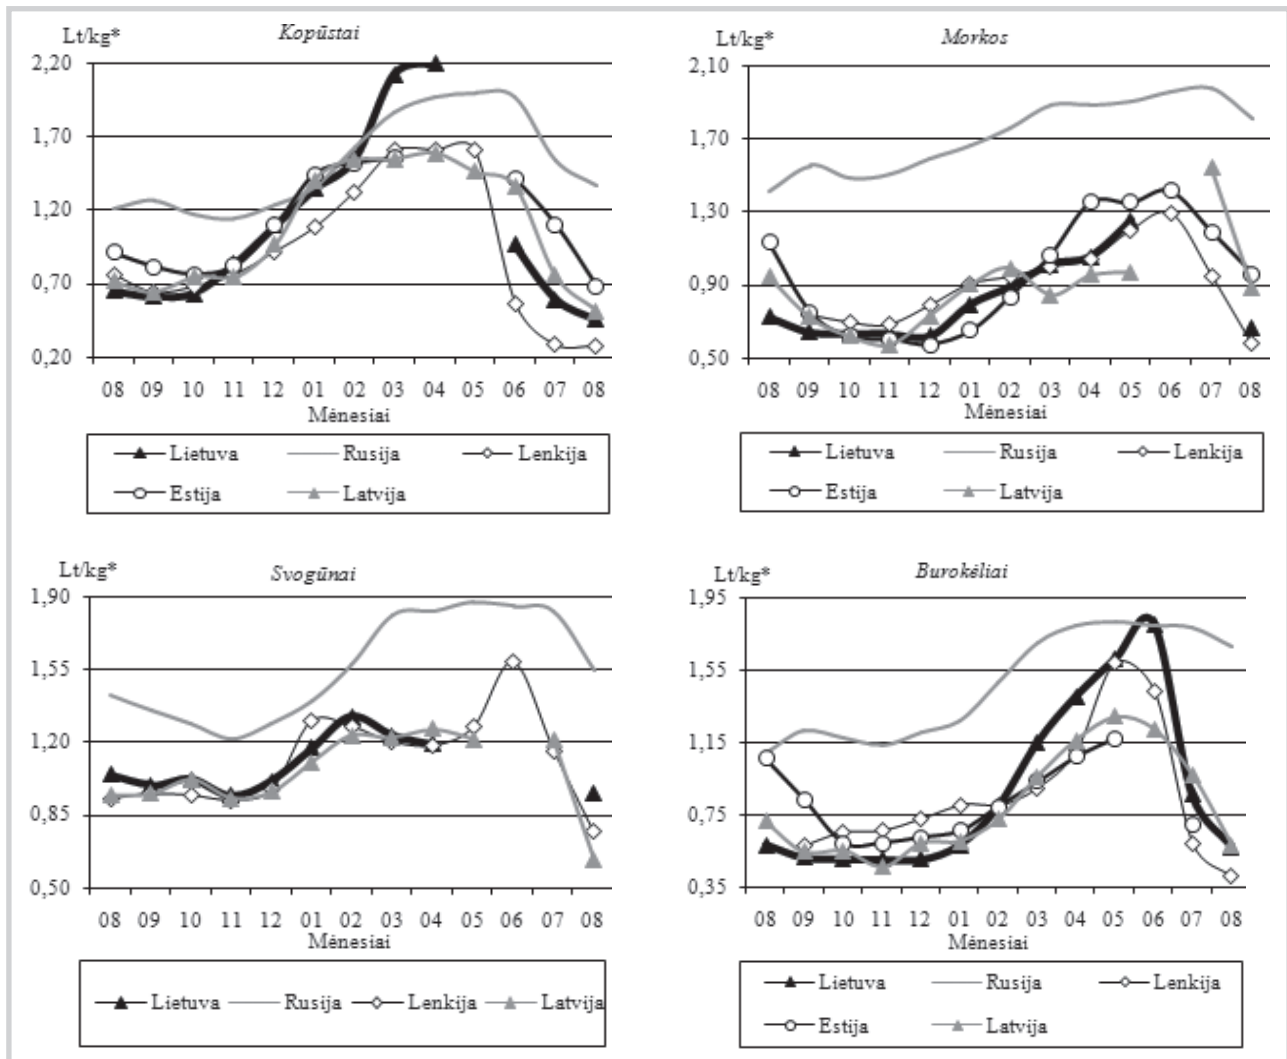 Kopūstai
Lt/kg*
2,20
1,70
1,20
0,70
0,20
08 09 10 11 12 01 02 03 04 05 06 07 08
Mėnesiai
Lietuva Rusija Lenkija
Estija Latvija
Morkos
Lt/kg*
2,10
1,70
1,30
0,90
0,50
08 09 10 11 12 01 02 03 04 05 06 07 08
Mėnesiai
Lietuva Rusija Lenkija
Estija Latvija
Svogūnai
Lt/kg*
1,90
1,55
1,20
0,85
0,50
08 09 10 11 12 01 02 03 04 05 06 07 08
Mėnesiai
Lietuva Rusija Lenkija Latvija
Burokėliai
Lt/kg*
1,95
1,55
1,15
0,75
0,35
08 09 10 11 12 01 02 03 04 05 06 07 08
Mėnesiai
Lietuva Rusija Lenkija
Estija Latvija